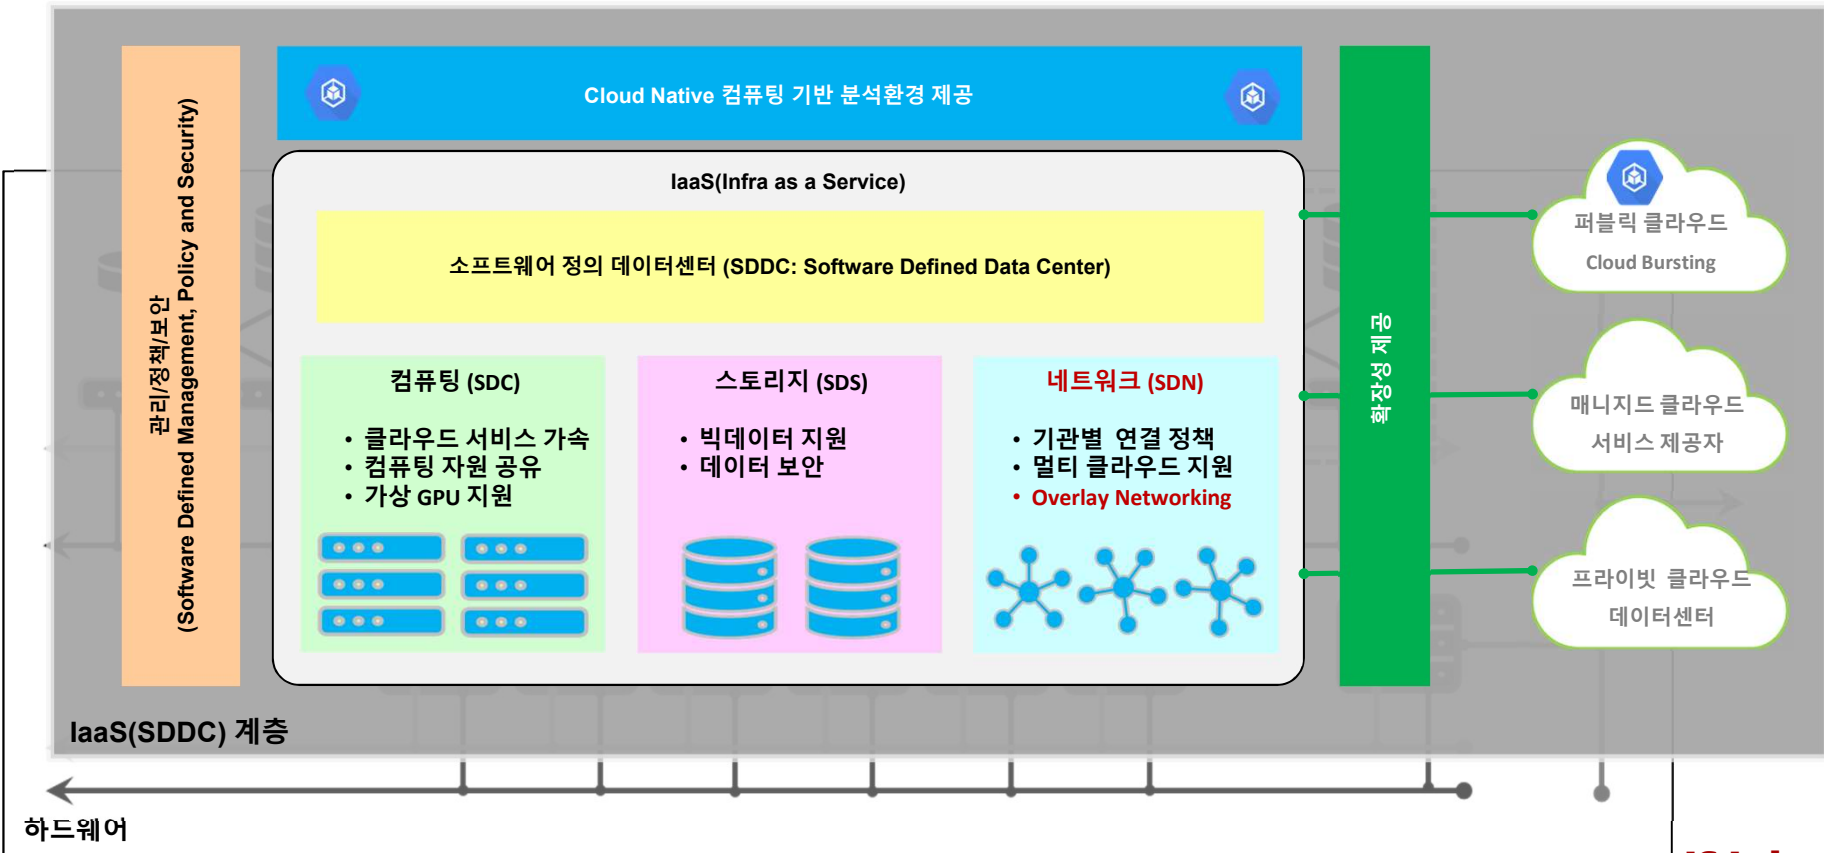 Cloud Native 컴퓨팅 기반 분석환경 제공
관리/정책/보안
(Software Defined Management, Policy and Security)
IaaS(Infra as a Service)
소프트웨어 정의 데이터센터 (SDDC: Software Defined Data Center)
컴퓨팅 (SDC)
• 클라우드 서비스 가속
• 컴퓨팅 자원 공유
• 가상 GPU 지원
스토리지 (SDS)
• 빅데이터 지원
• 데이터 보안
네트워크 (SDN)
• 기관별 연결 정책
• 멀티 클라우드 지원
• Overlay Networking
확장성 제공
퍼블릭 클라우드
Cloud Bursting
매니지드 클라우드
서비스 제공자
프라이빗 클라우드
데이터센터
IaaS(SDDC) 계층
하드웨어